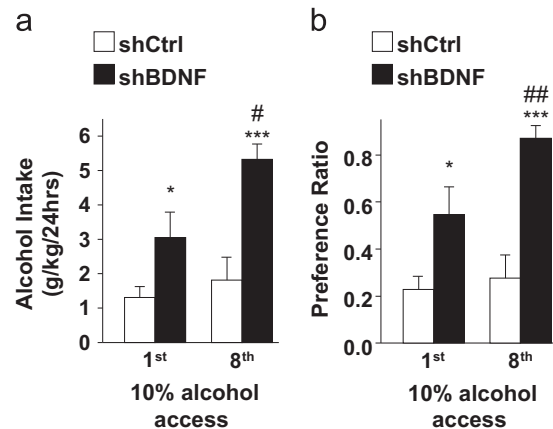 a
shCtrl
shBDNF
Alcohol Intake
(g/kg/24hrs)
6
5
4
3
2
1
0
*
#
***
1st
8th
10% alcohol
access
b
shCtrl
shBDNF
Preference Ratio
0.8
0.6
0.4
0.2
0.0
*
##
***
1st
8th
10% alcohol
access